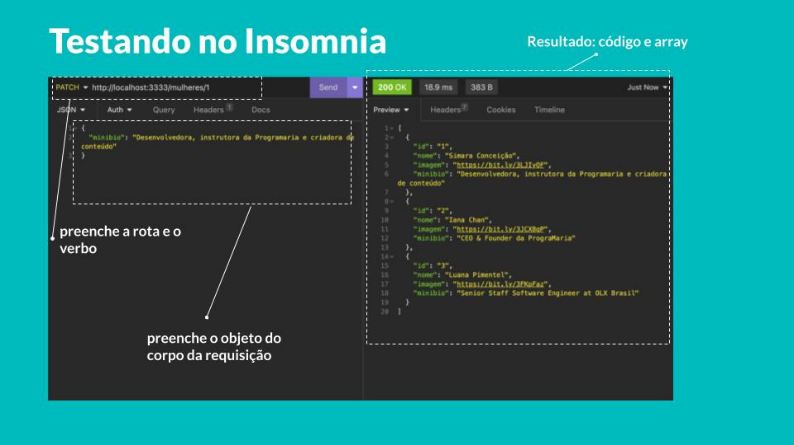 Testando no Insomnia
Resultado: código e array
PATCH http://localhost:3333/mulheres/1
Send
200 OK
18.9 ms
363 B
Just Now
JSON
Auth
Query
Headers 1
Docs
Preview
Headers 7
Cookies
Timeline
{
"minibio": "Desenvolvedora, instrutora da Programaria e criadora de
conteúdo"
}
1 [
2 {
3 "id": "1",
4 "nome": "Simara Conceição",
5 "imagem": "https://bit.ly/3LJIyOF",
6 "minibio": "Desenvolvedora, instrutora da Programaria e criadora
de conteúdo"
7 },
8 {
9 "id": "2",
10 "nome": "Iana Chan",
11 "imagem": "https://bit.ly/3JCXBqP",
12 "minibio": "CEO & Founder da PrograMaria"
13 },
14 {
15 "id": "3",
16 "nome": "Luana Pimentel",
17 "imagem": "https://bit.ly/3FKpFaz",
18 "minibio": "Senior Staff Software Engineer at OLX Brasil"
19 }
20 ]
preenche a rota e o
verbo
preenche o objeto do
corpo da requisição